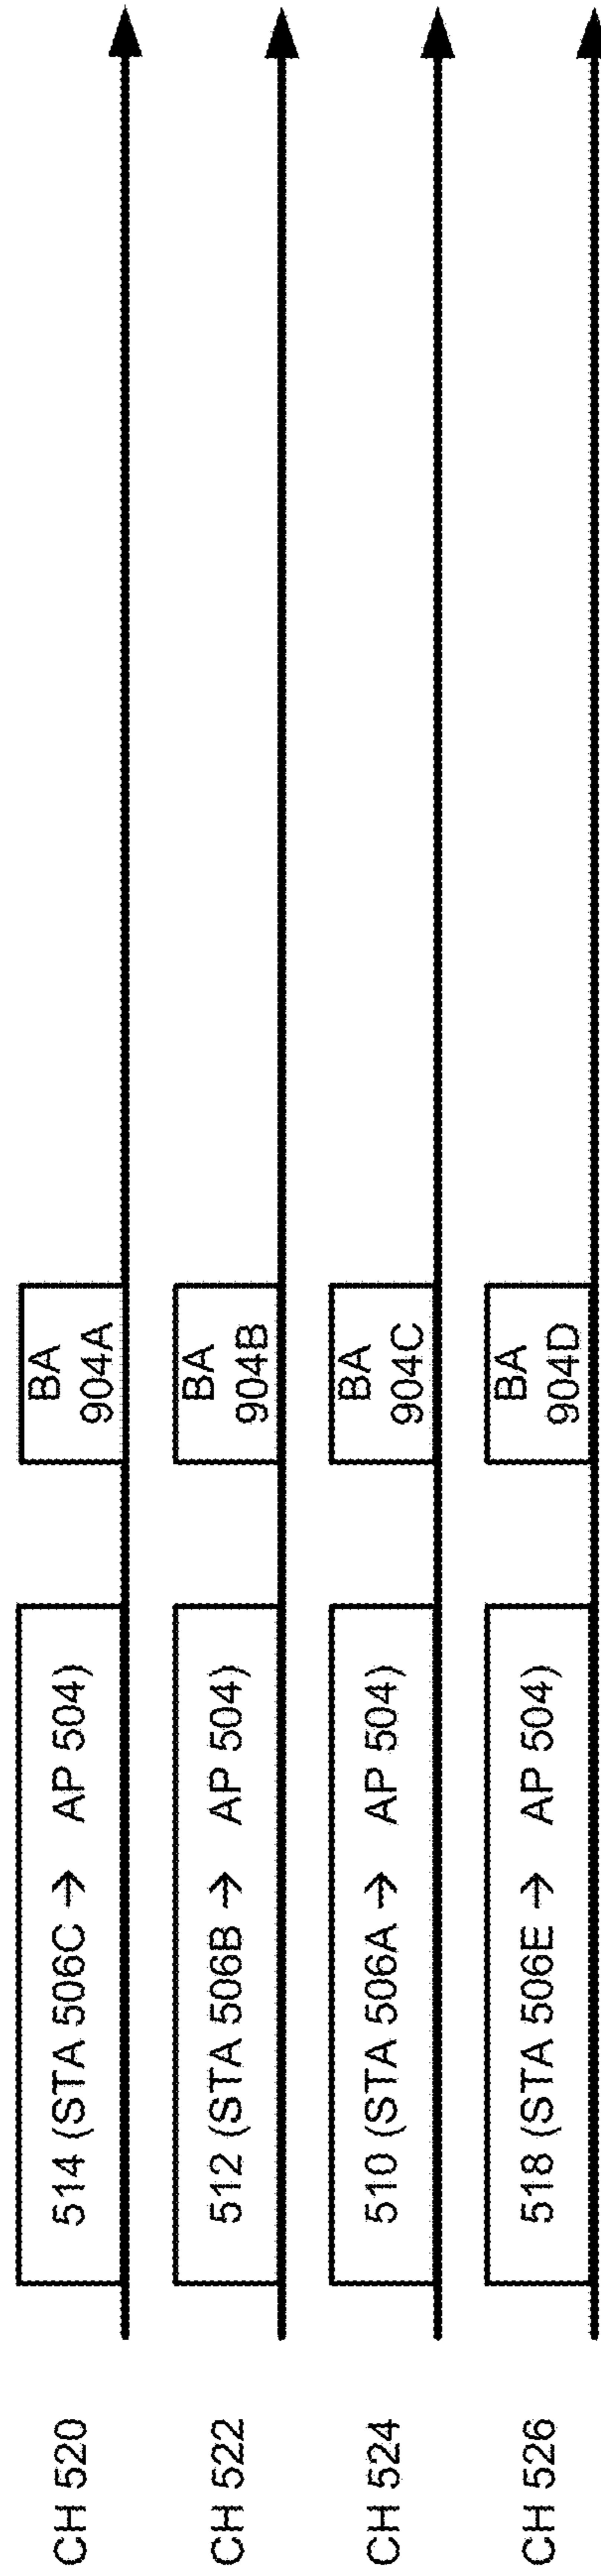 CH 520
514 (STA 506C → AP 504)
BA
904A
CH 522
512 (STA 506B → AP 504)
BA
904B
CH 524
510 (STA 506A → AP 504)
BA
904C
CH 526
518 (STA 506E → AP 504)
BA
904D